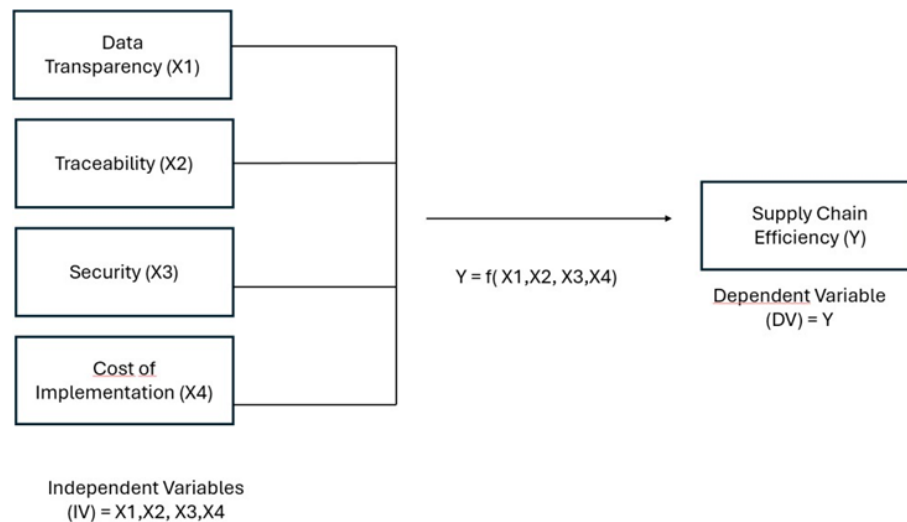 Data
Transparency (X1)
Traceability (X2)
Security (X3)
Cost of
Implementation (X4)
Independent Variables
(IV) = X1,X2, X3,X4
Y = f( X1,X2, X3,X4)
Supply Chain
Efficiency (Y)
Dependent Variable
(DV) = Y